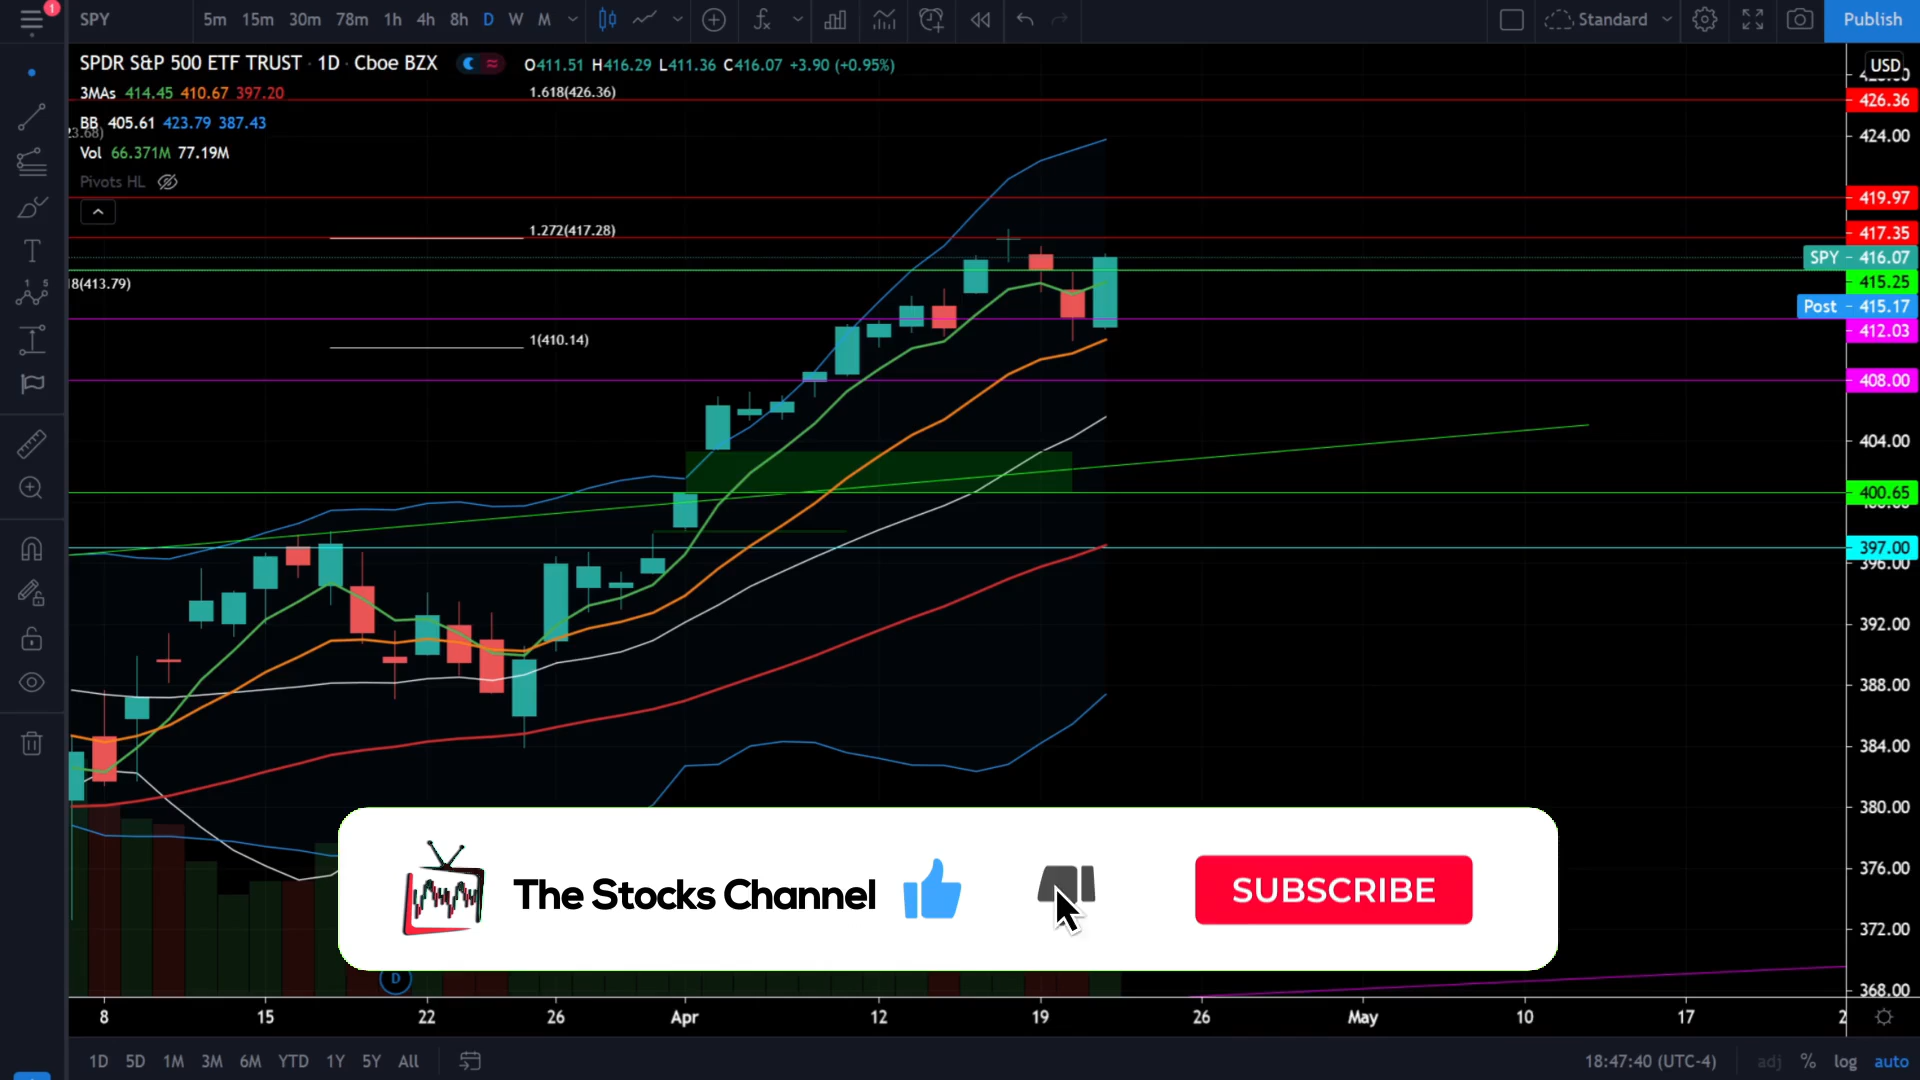 1
SPY 5m 15m 30m 78m 1h 4h 8h D W M Standard Publish
SPDR S&P 500 ETF TRUST · 1D · Cboe BZX O411.51 H416.29 L411.36 C416.07 +3.90 (+0.95%)
USD
3MAs 414.45 410.67 397.20
1.618(426.36)
426.36
BB 405.61 423.79 387.43
23.68)
424.00
Vol 66.371M 77.19M
Pivots HL
419.97
1.272(417.28)
417.35
SPY 416.07
8(413.79)
415.25
Post 415.17
412.03
1(410.14)
408.00
404.00
400.65
397.00
396.00
392.00
388.00
384.00
380.00
376.00
The Stocks Channel
SUBSCRIBE
372.00
D
368.00
8 15 22 26 Apr 12 19 26 May 10 17 2
1D 5D 1M 3M 6M YTD 1Y 5Y All 18:47:40 (UTC-4) adj % log auto